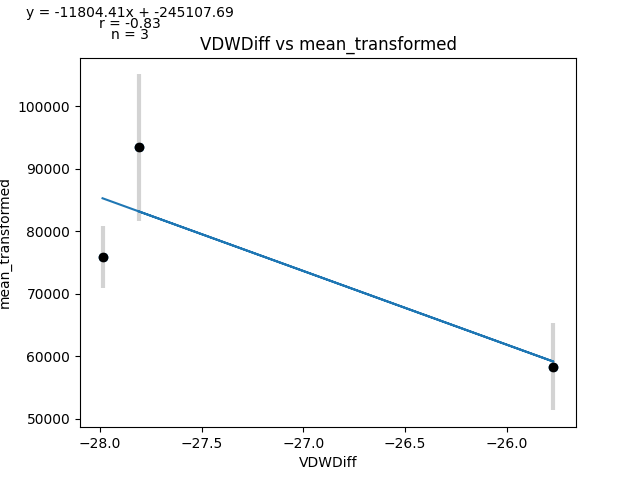 y = -11804.41x + -245107.69
r = -0.83
n = 3
VDWDiff vs mean_transformed
100000
90000
80000
70000
60000
50000
mean_transformed
−28.0
−27.5
−27.0
−26.5
−26.0
VDWDiff